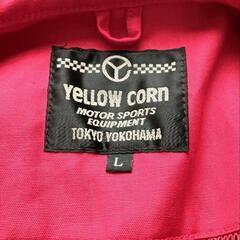 YeLLOW CORN
MOTOR SPORTS
EQUIPMENT
TOKYO YOKOHAMA
L